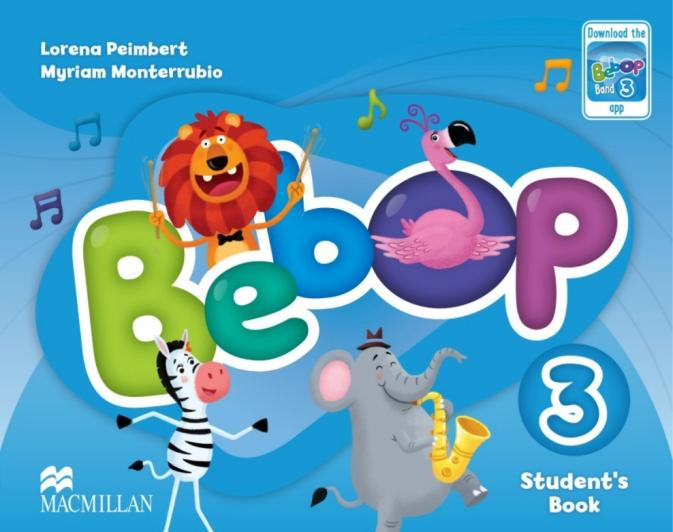 Lorena Peimbert
Myriam Monterrubio
Download the
Bebop
Band 3
app
Bebop
3
Student's
Book
MACMILLAN